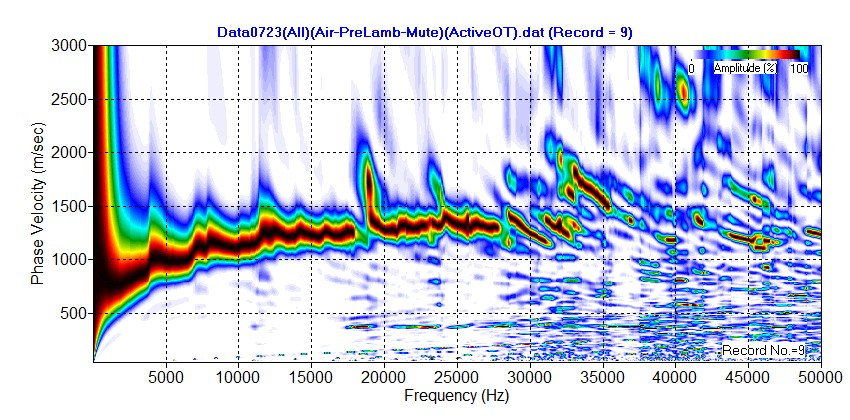 Data0723(All)(Air-PreLamb-Mute)(ActiveOT).dat (Record = 9)
3000
2500
2000
1500
1000
500
Phase Velocity (m/sec)
0 Amplitude (%) 100
Record No.=9
5000 10000 15000 20000 25000 30000 35000 40000 45000 50000
Frequency (Hz)